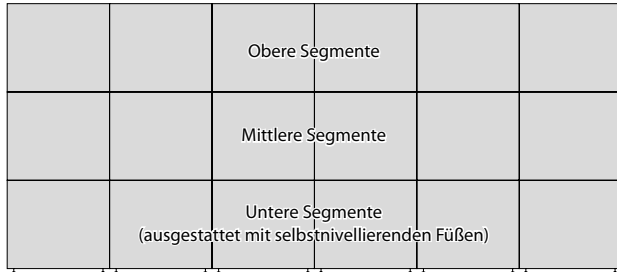 Obere Segmente
Mittlere Segmente
Untere Segmente
(ausgestattet mit selbstnivellierenden Füßen)